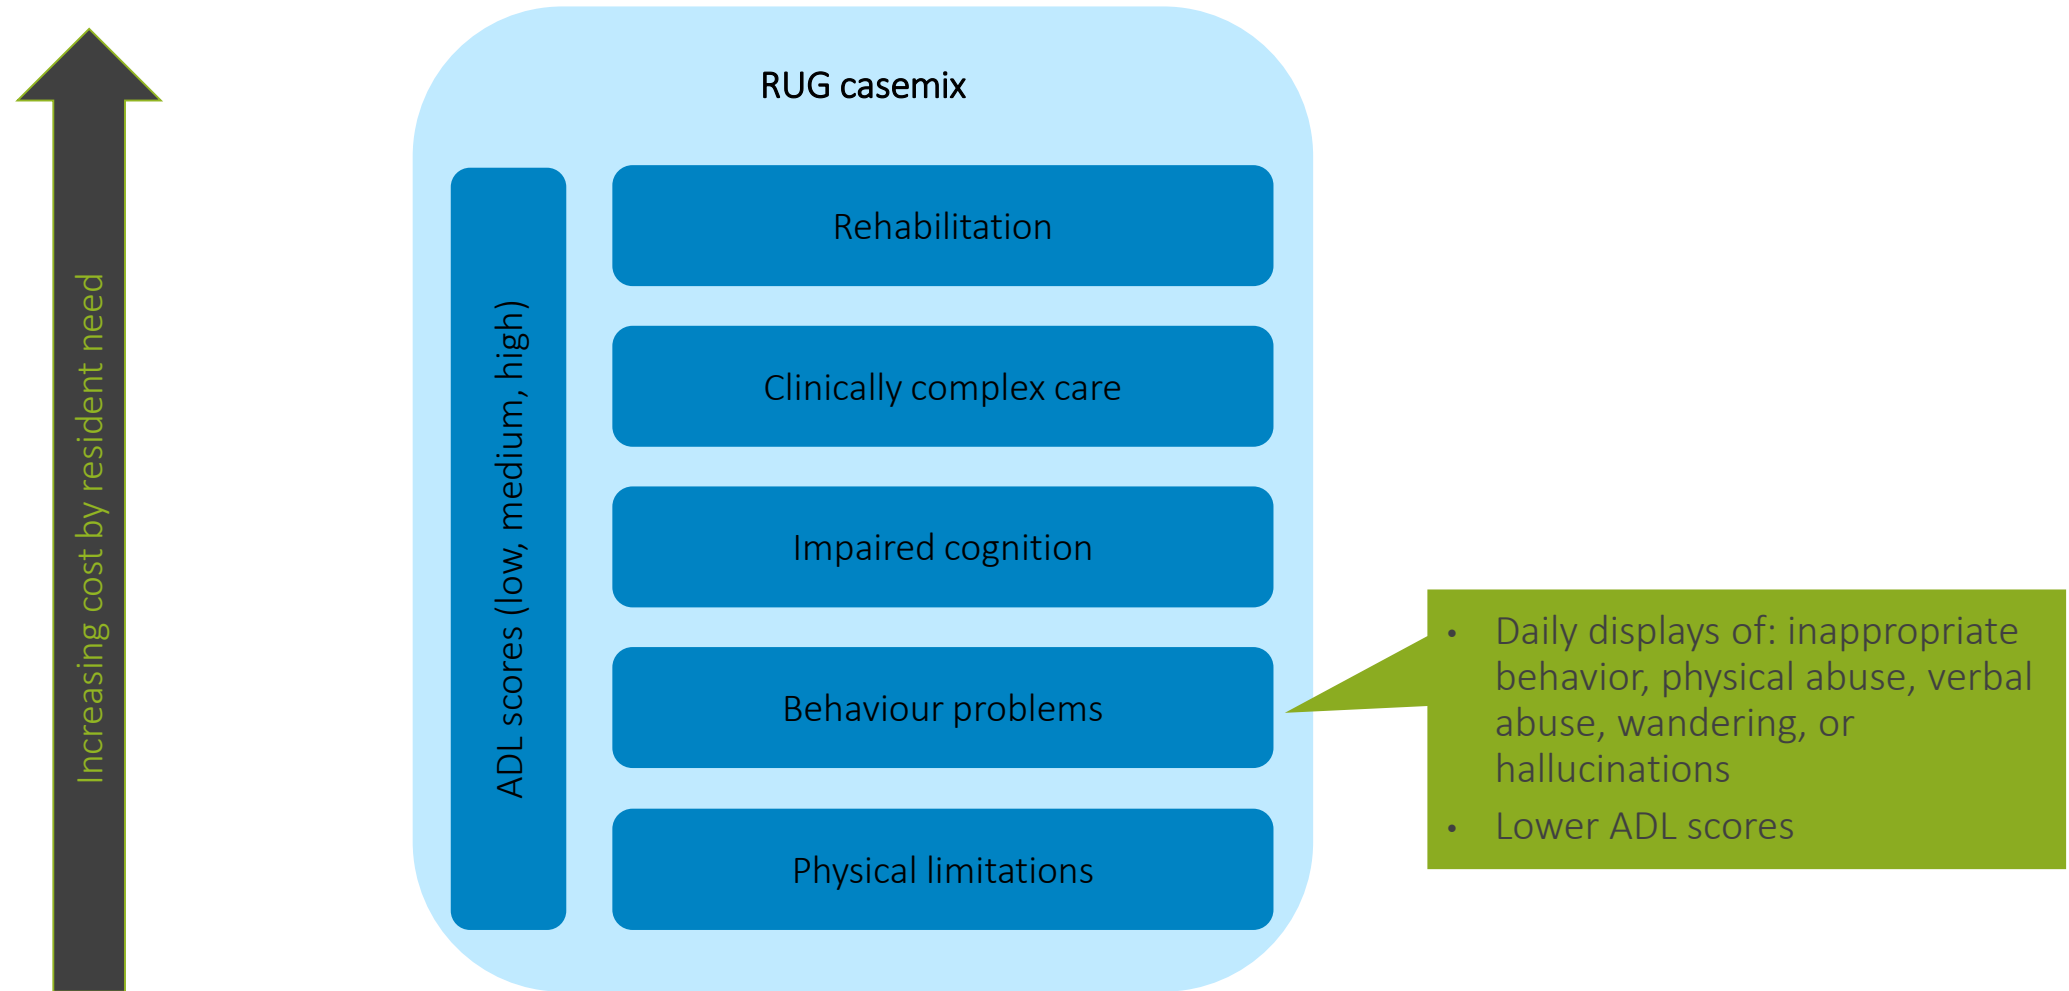 RUG casemix
Increasing cost by resident need
ADL scores (low, medium, high)
Rehabilitation
Clinically complex care
Impaired cognition
Behaviour problems
Physical limitations
• Daily displays of: inappropriate
behavior, physical abuse, verbal
abuse, wandering, or
hallucinations
• Lower ADL scores